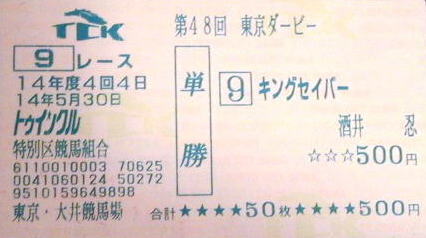 TCK
第48回 東京ダービー
9 レース
14年度4回4日
14年5月30日
トゥインクル
特別区競馬組合
6110010003 70625
0041060124 50272
9510159649898
東京・大井競馬場
単勝
9 キングセイバー
酒井 忍
☆☆☆500円
合計★★★★50枚★★★★500円